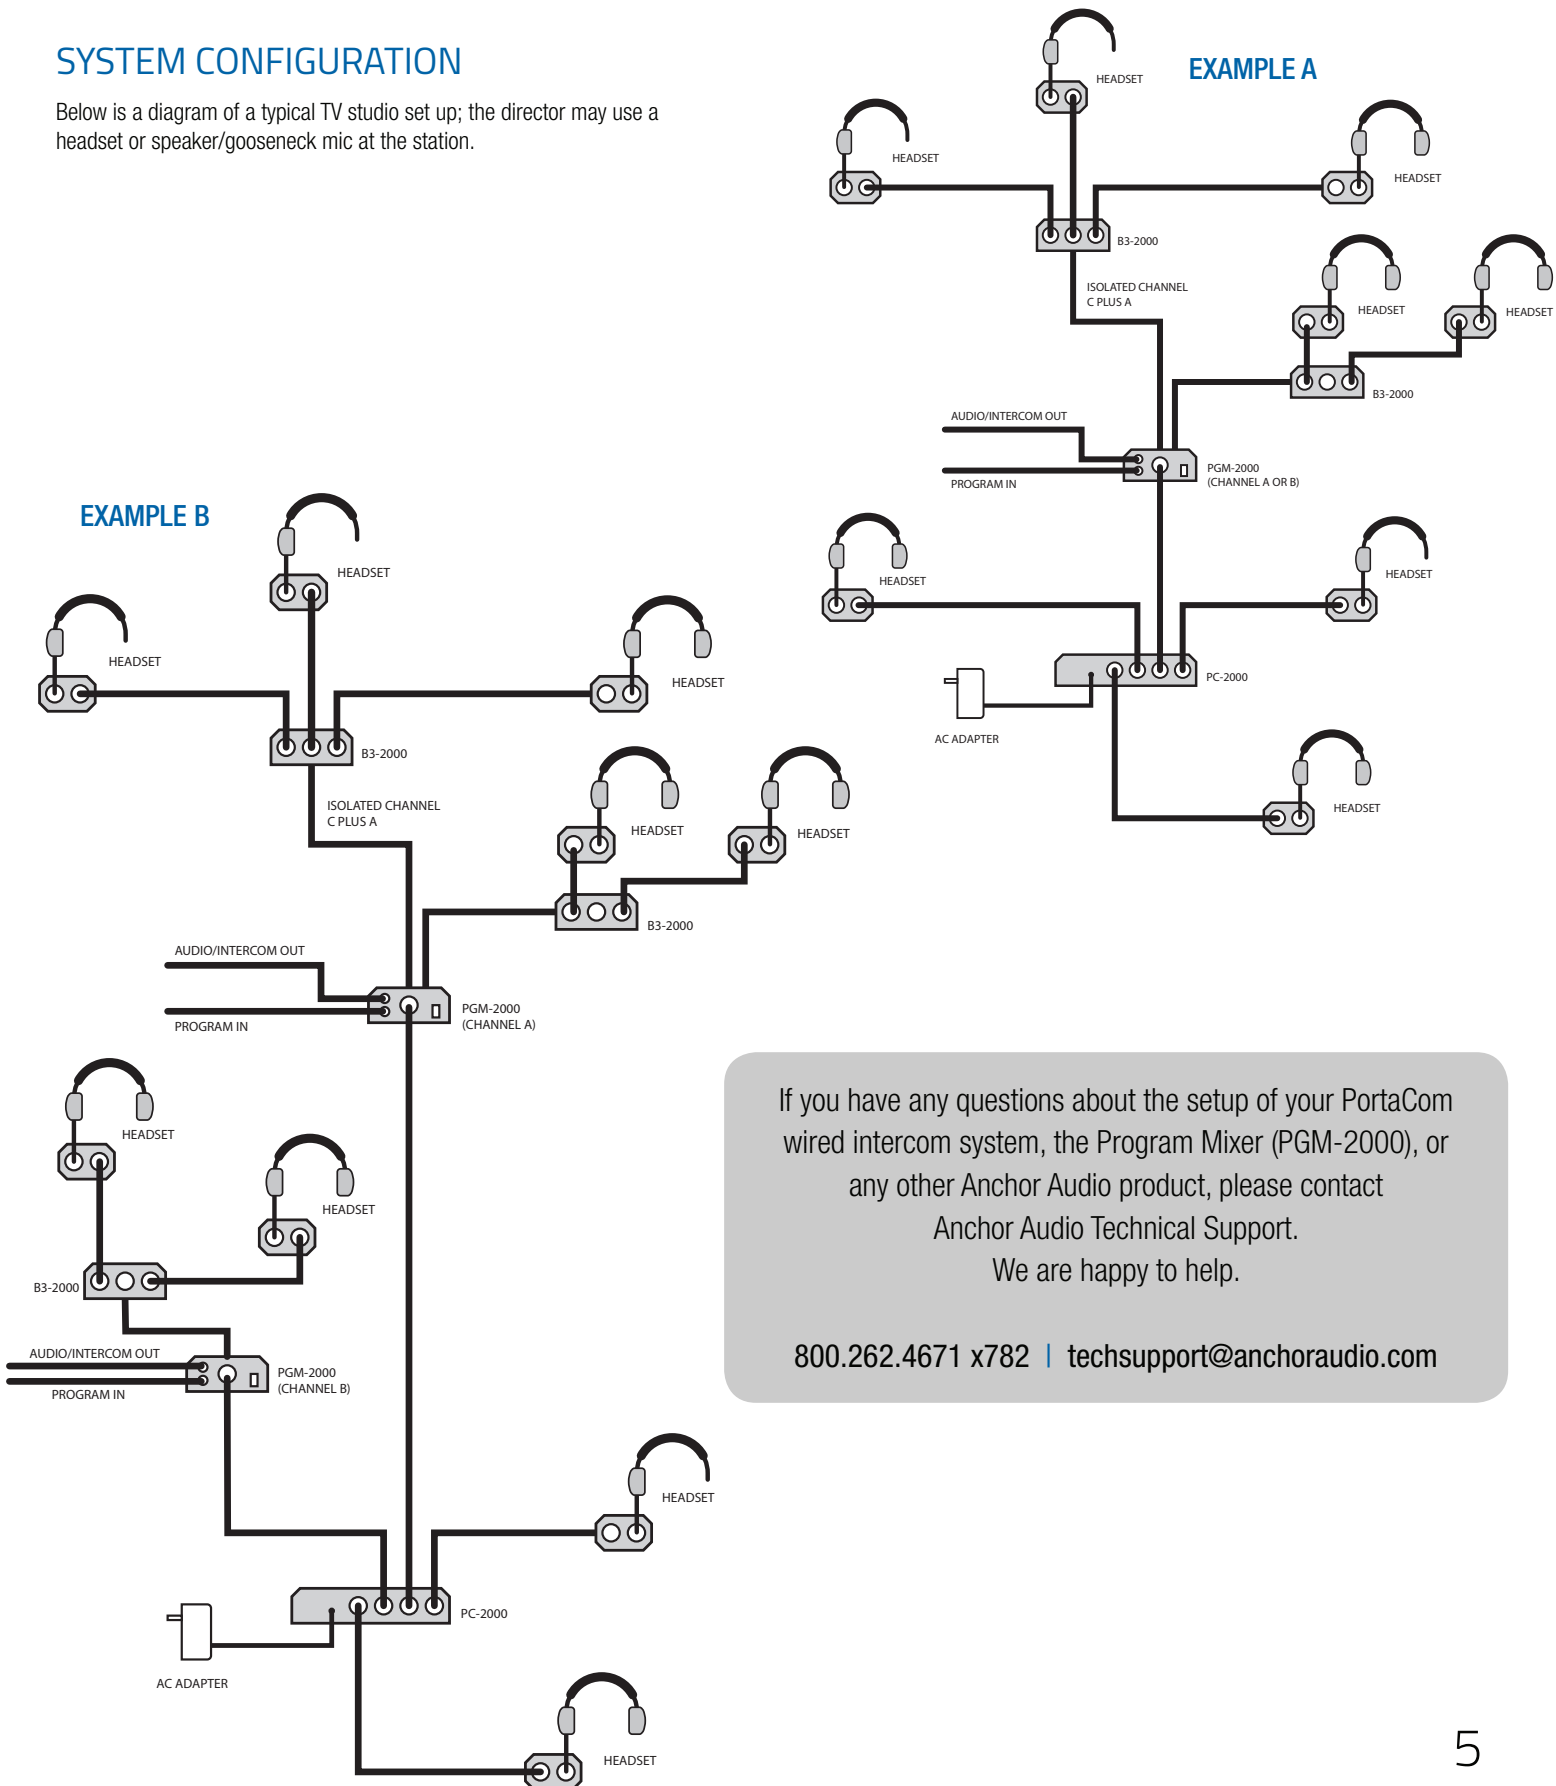 SYSTEM CONFIGURATION
Below is a diagram of a typical TV studio set up; the director may use a
headset or speaker/gooseneck mic at the station.
EXAMPLE A
HEADSET
HEADSET
HEADSET
B3-2000
ISOLATED CHANNEL
C PLUS A
HEADSET
HEADSET
B3-2000
AUDIO/INTERCOM OUT
PROGRAM IN
PGM-2000
(CHANNEL A OR B)
HEADSET
HEADSET
PC-2000
AC ADAPTER
HEADSET
EXAMPLE B
HEADSET
HEADSET
HEADSET
B3-2000
ISOLATED CHANNEL
C PLUS A
HEADSET
HEADSET
B3-2000
AUDIO/INTERCOM OUT
PROGRAM IN
PGM-2000
(CHANNEL A)
HEADSET
HEADSET
B3-2000
AUDIO/INTERCOM OUT
PROGRAM IN
PGM-2000
(CHANNEL B)
HEADSET
PC-2000
AC ADAPTER
HEADSET
If you have any questions about the setup of your PortaCom
wired intercom system, the Program Mixer (PGM-2000), or
any other Anchor Audio product, please contact
Anchor Audio Technical Support.
We are happy to help.
800.262.4671 x782 | techsupport@anchoraudio.com
5